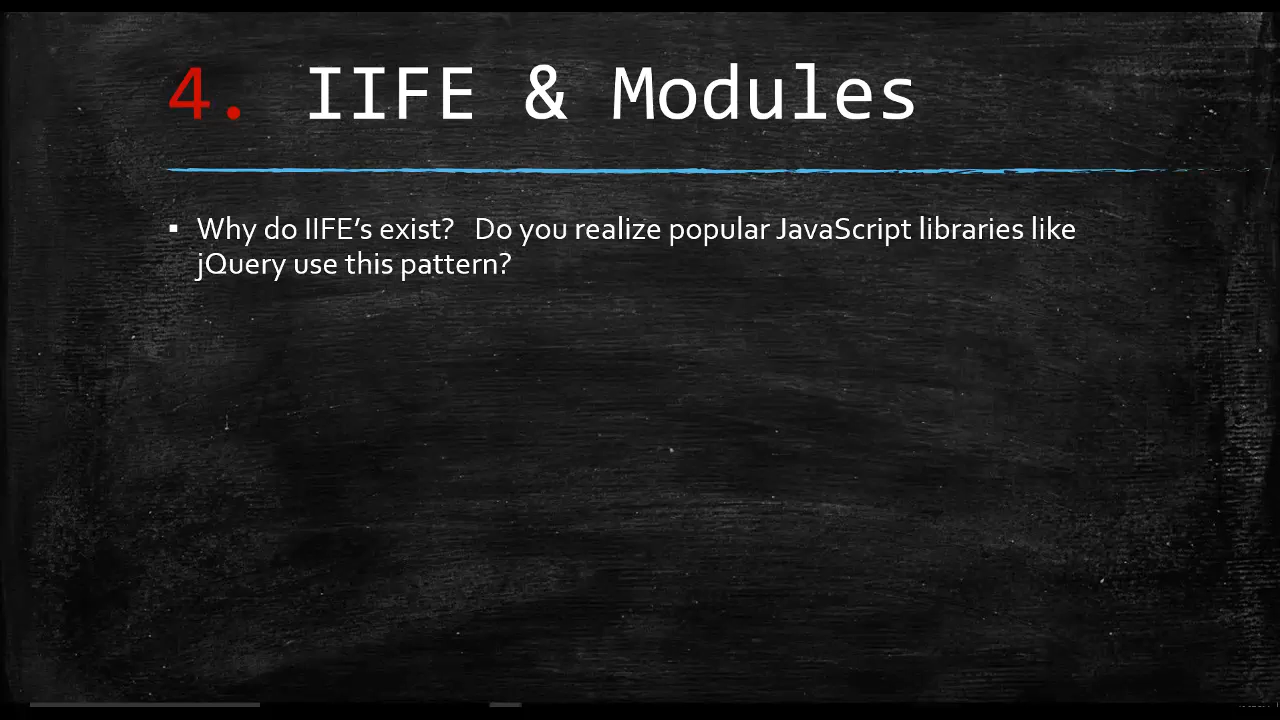 4. IIFE & Modules
▪ Why do IIFE’s exist? Do you realize popular JavaScript libraries like
jQuery use this pattern?